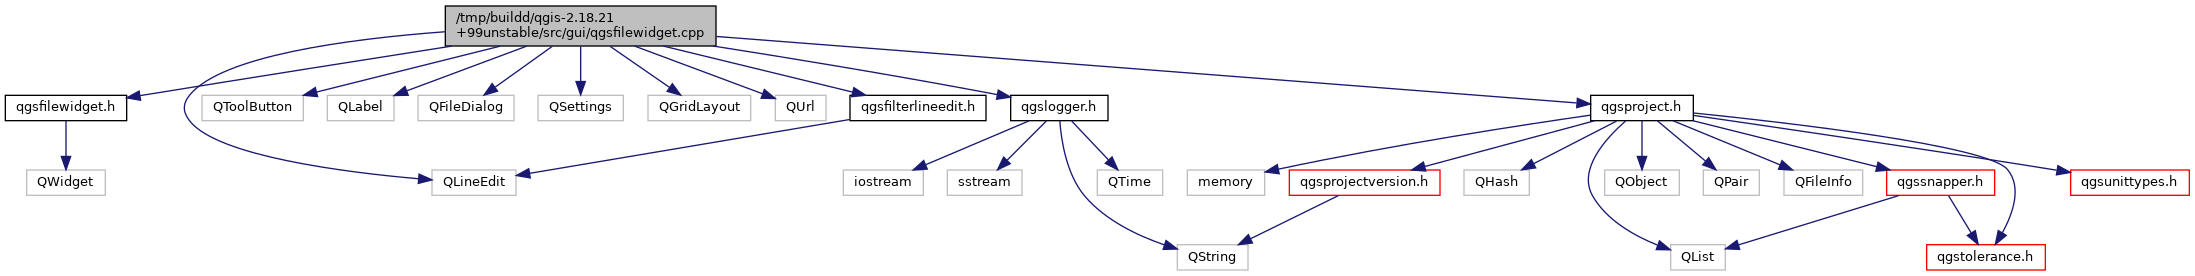 /tmp/buildd/qgis-2.18.21
+99unstable/src/gui/qgsfilewidget.cpp
qgsfilewidget.h
QToolButton
QLabel
QFileDialog
QSettings
QGridLayout
QUrl
qgsfilterlineedit.h
qgslogger.h
qgsproject.h
QWidget
QLineEdit
iostream
sstream
QTime
memory
qgsprojectversion.h
QHash
QObject
QPair
QFileInfo
qgssnapper.h
qgsunittypes.h
QString
QList
qgstolerance.h